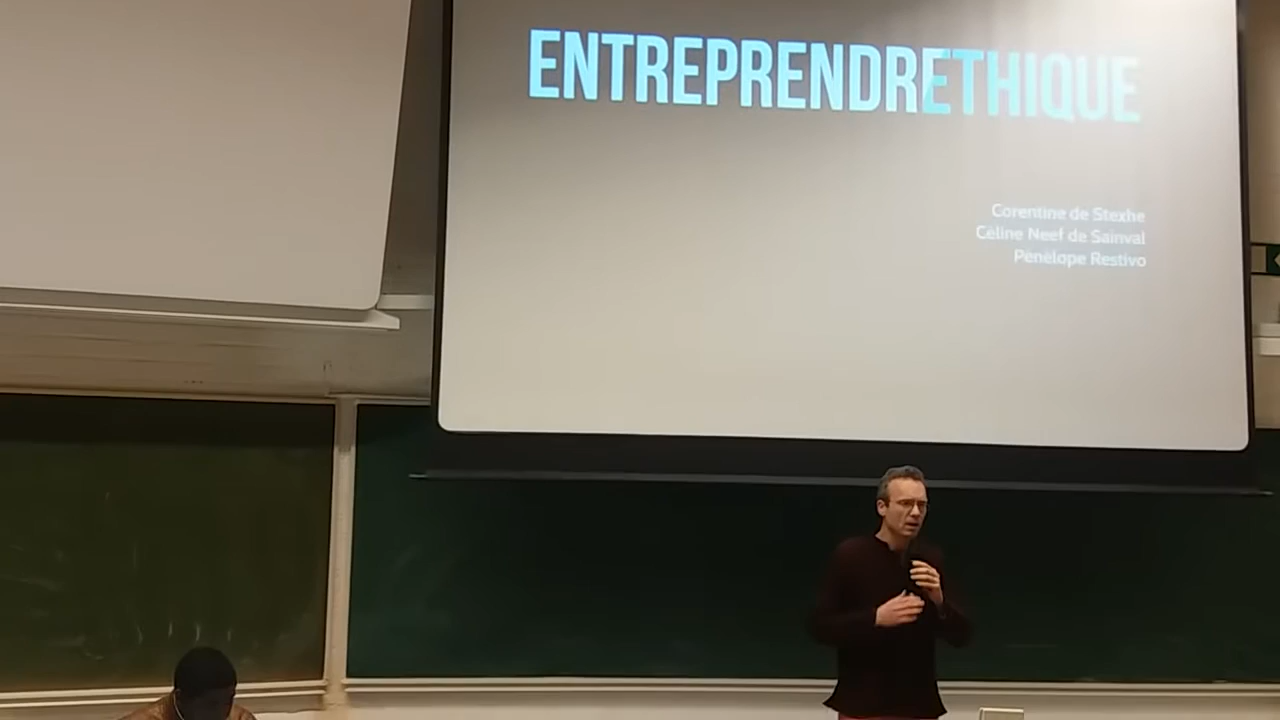 ENTREPRENDRETHIQUE
Corentine de Stexhe
Céline Neef de Sainval
Pénélope Restivo